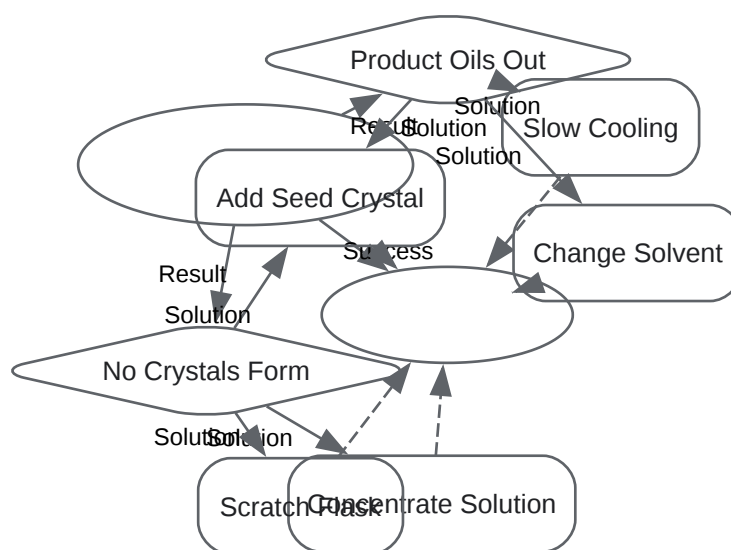 Product Oils Out
Solution
Result
Solution
Slow Cooling
Solution
Add Seed Crystal
Success
Change Solvent
Result
Solution
No Crystals Form
Solution
Solution
Scratch Flask
Concentrate Solution